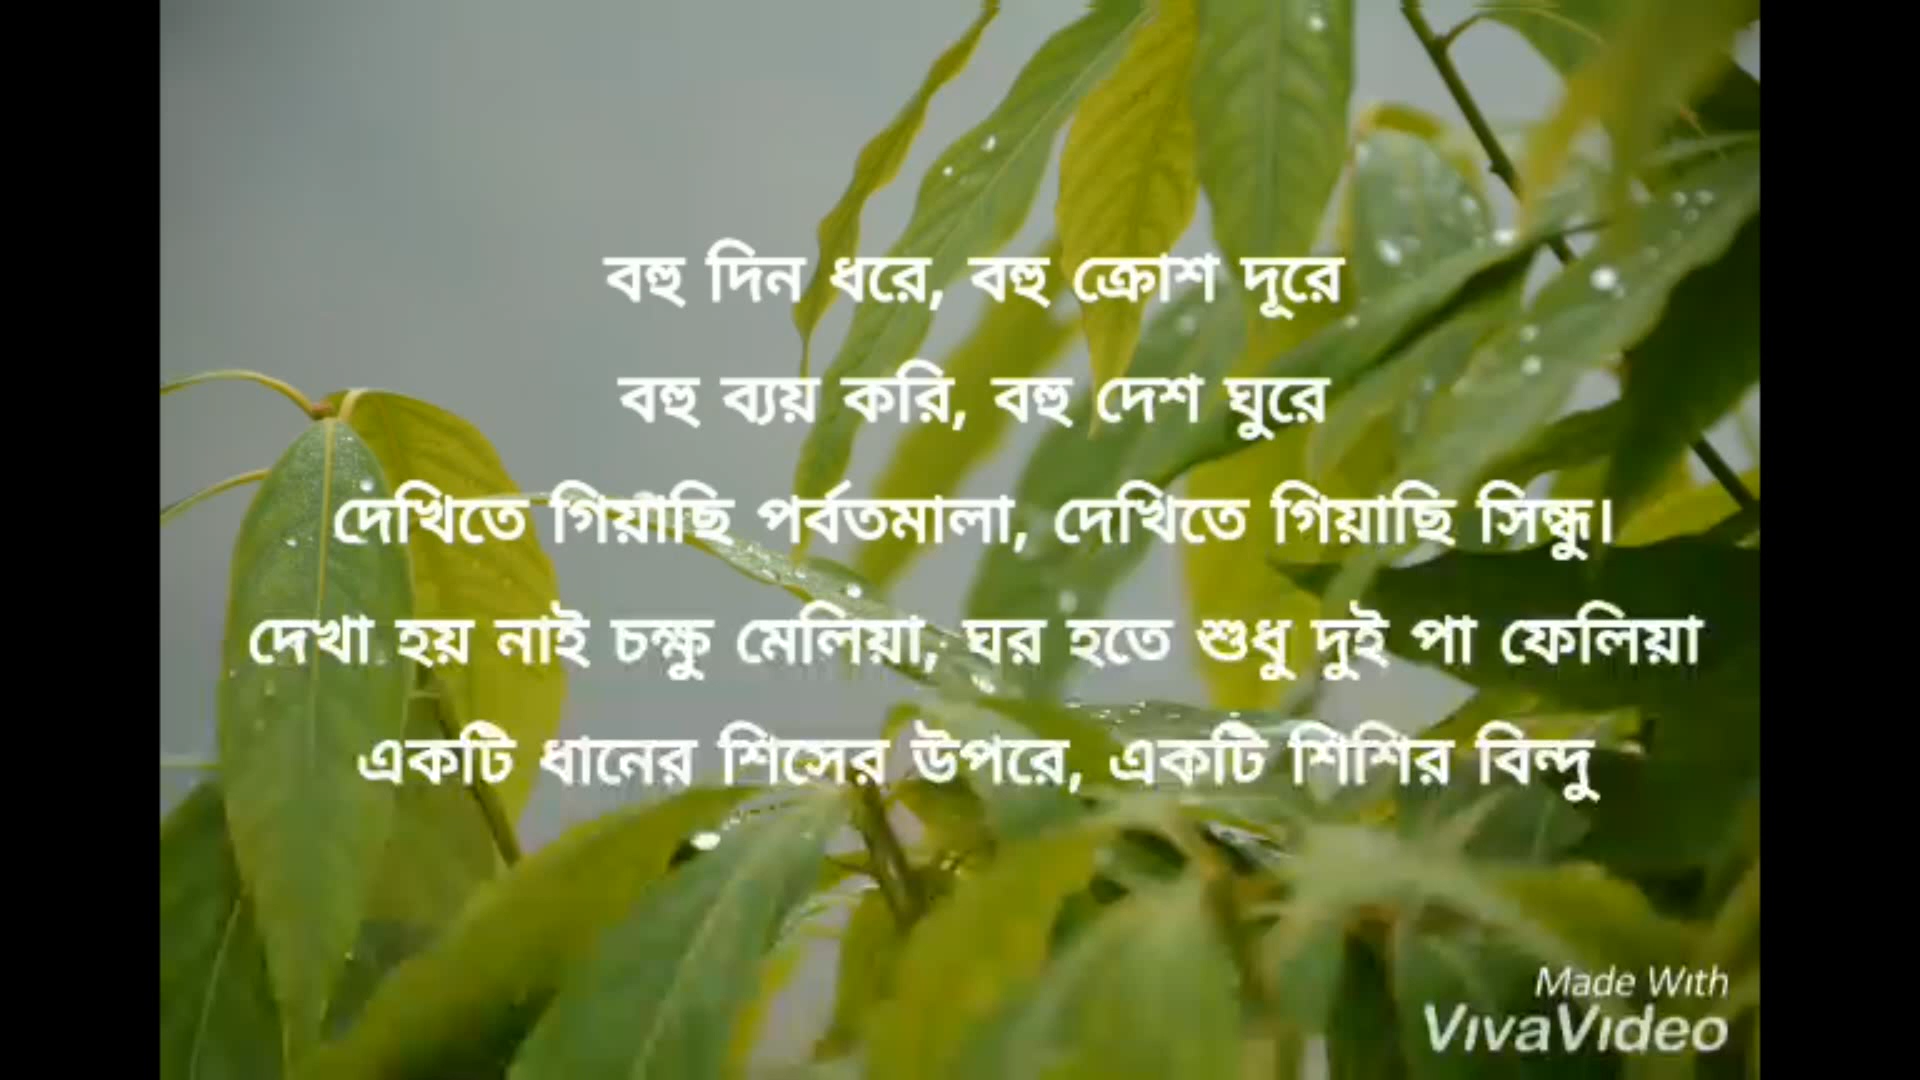 বহু দিন ধরে, বহু ক্রোশ দূরে
বহু ব্যয় করি, বহু দেশ ঘুরে
দেখিতে গিয়াছি পর্বতমালা, দেখিতে গিয়াছি সিন্ধু।
দেখা হয় নাই চক্ষু মেলিয়া, ঘর হতে শুধু দুই পা ফেলিয়া
একটি ধানের শিসের উপরে, একটি শিশির বিন্দু
Made With
VivaVideo